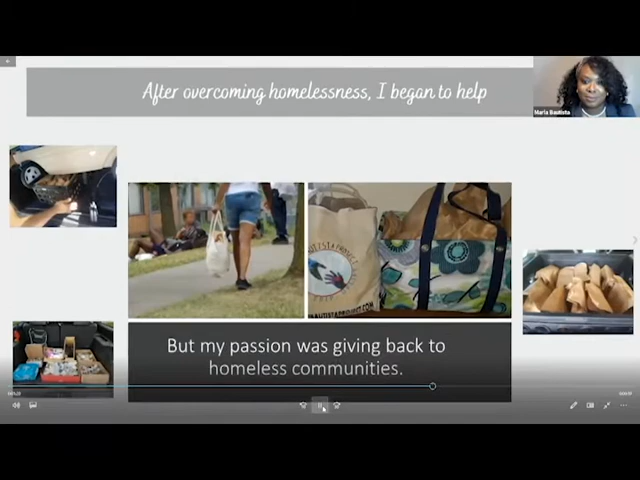 After overcoming homelessness, I began to help
Maria Bautista
But my passion was giving back to
homeless communities.